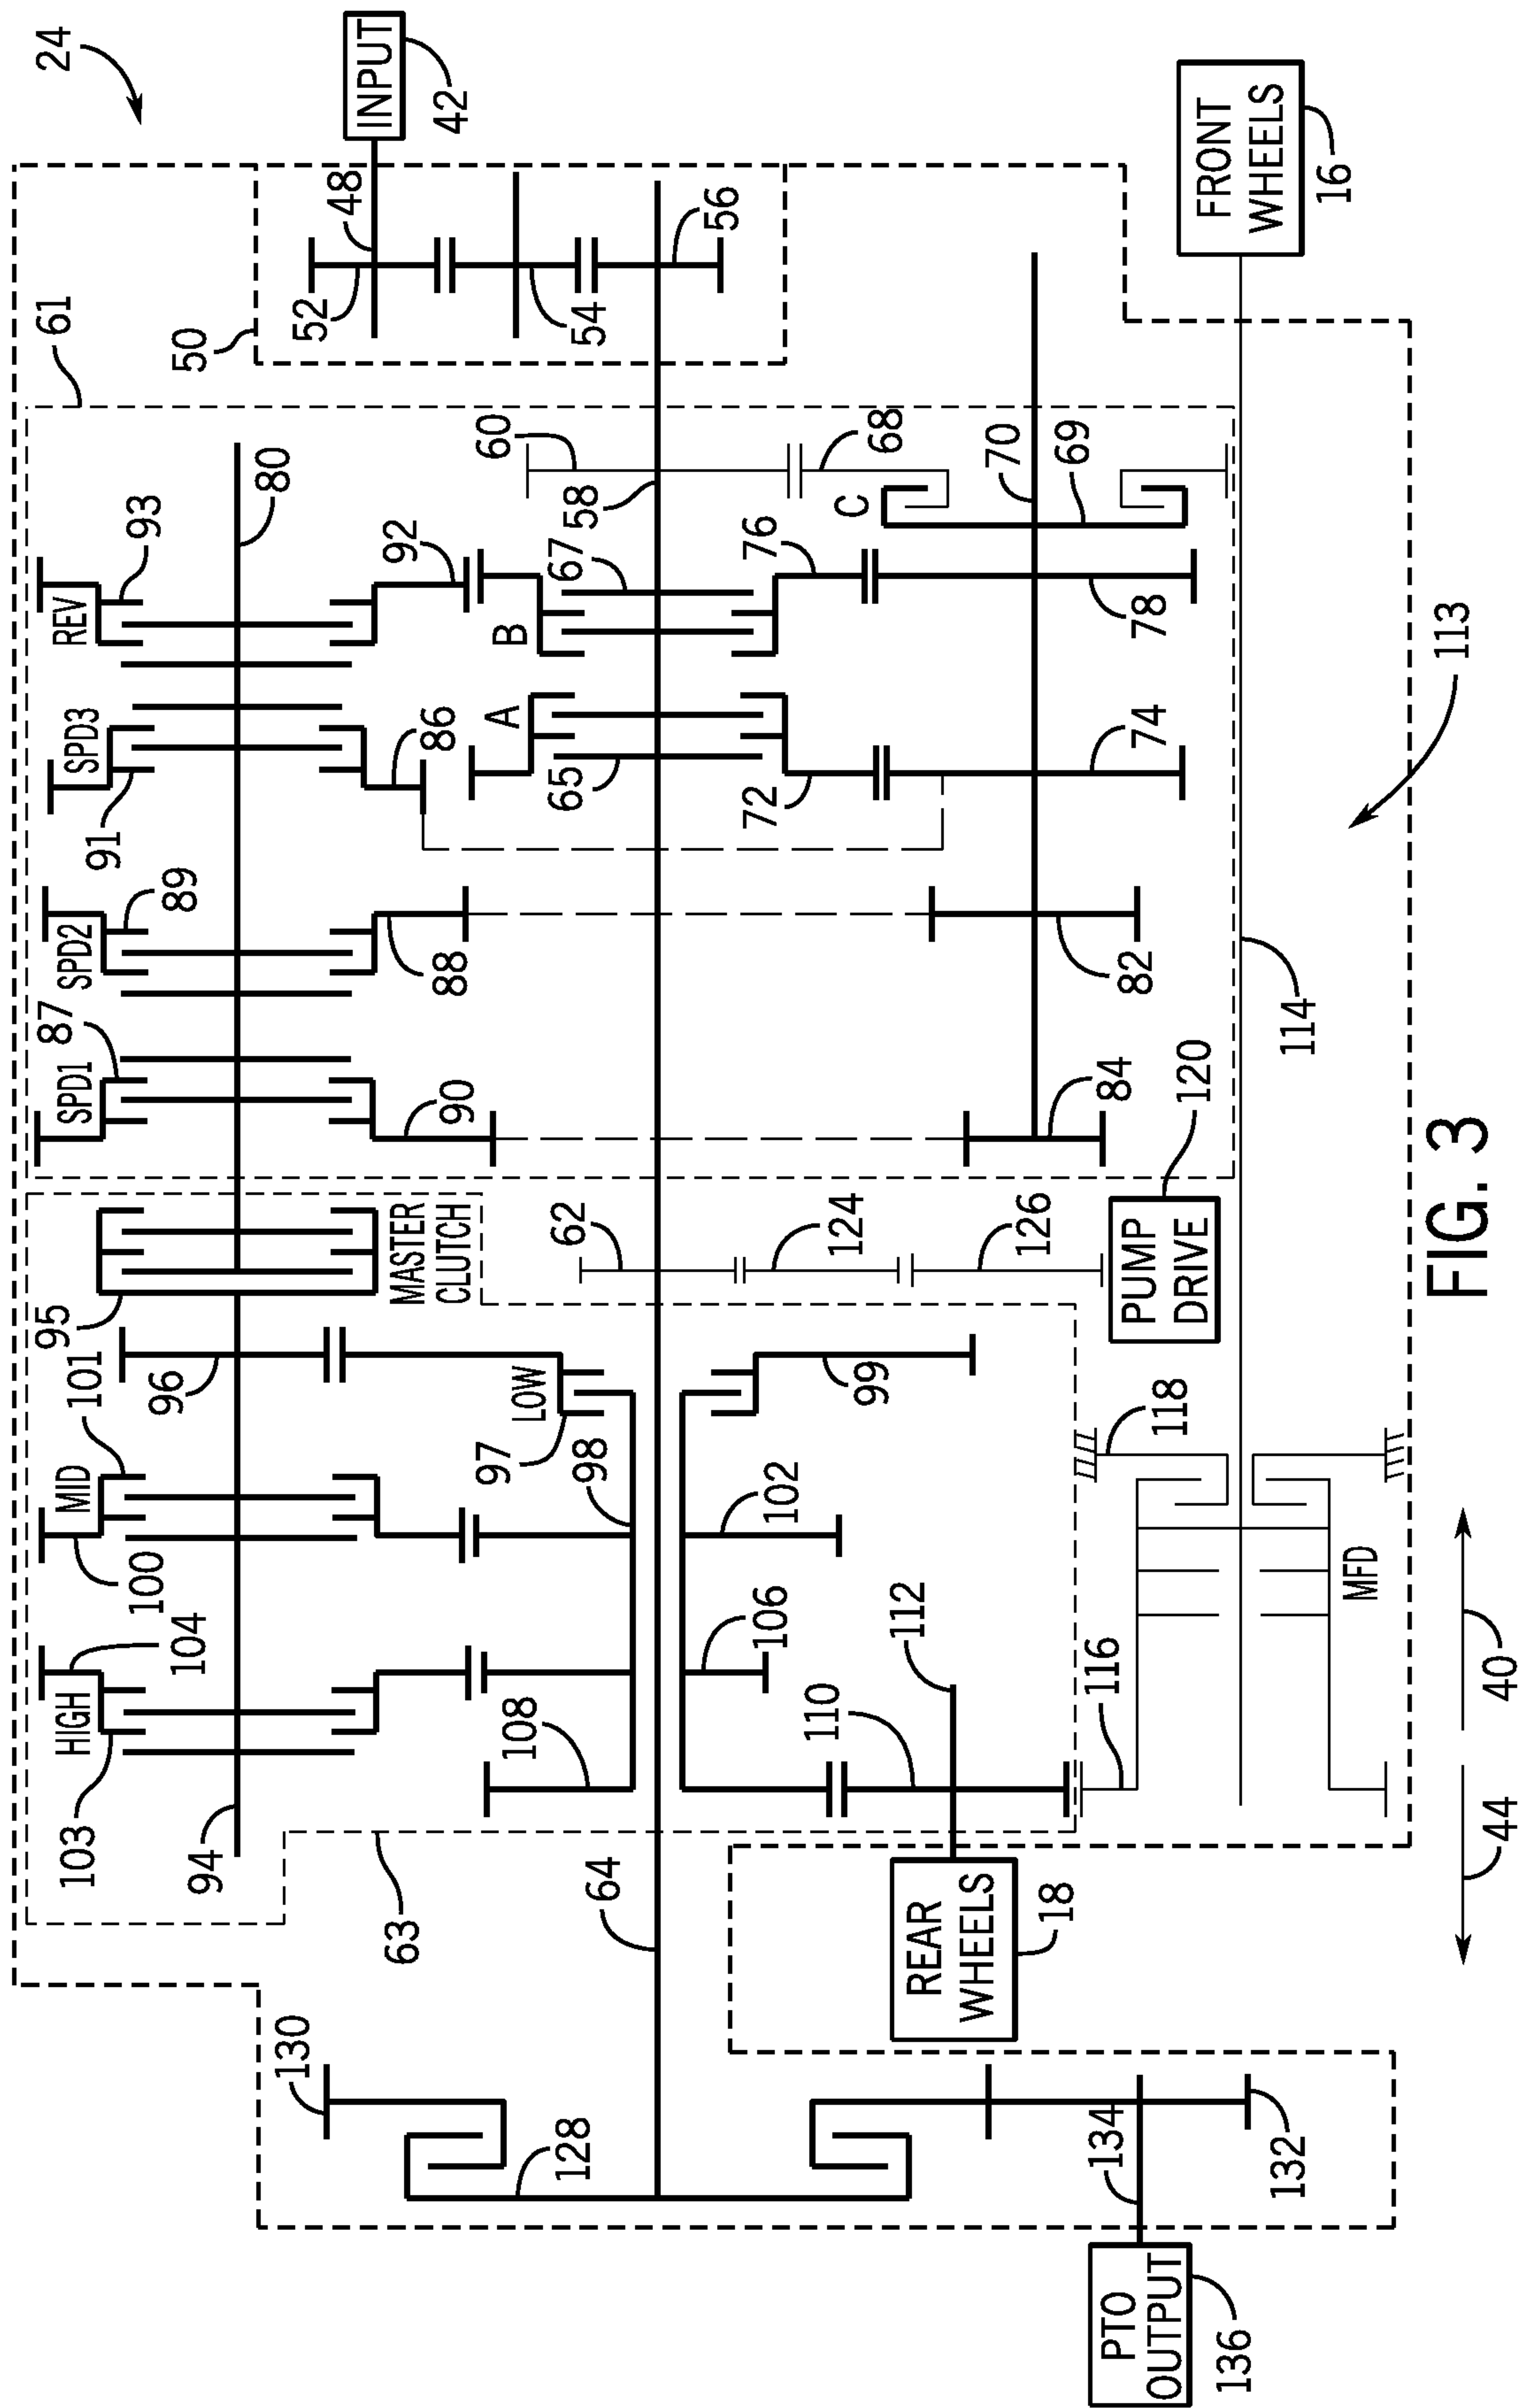 24
INPUT
42
61
50
48
52
54
56
FRONT
WHEELS
16
80
93
REV
92
60
58
68
70
69
C
76
67
B
78
113
SPD3
91
86
A
65
72
74
89
SPD2
88
82
87
SPD1
90
84
114
120
PUMP
DRIVE
62
124
126
MASTER
CLUTCH
95
96
101
MID
100
LOW
97
98
99
102
118
104
HIGH
103
106
108
112
110
116
MFD
94
63
64
REAR
WHEELS
18
40
44
130
128
134
132
PTO
OUTPUT
136
FIG. 3